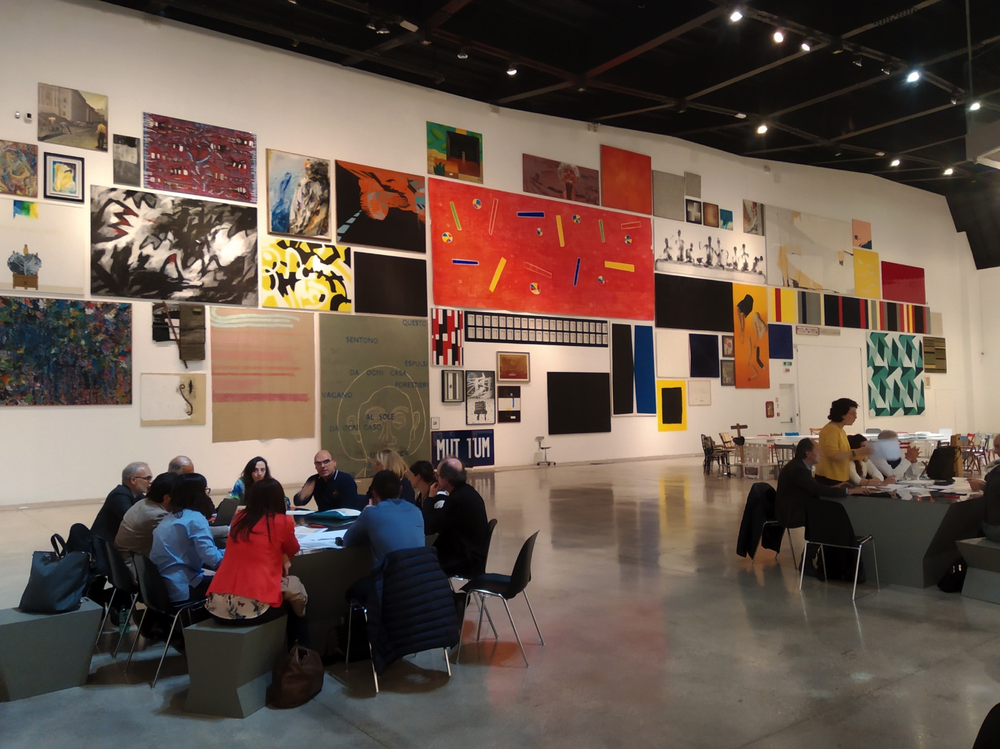 QUESTO
SENTONO
ESPULSI
DA OGNI CASA
FORESTIERI
VAGANO
AL SOLE
DA OGNI CASO
MUT TUM